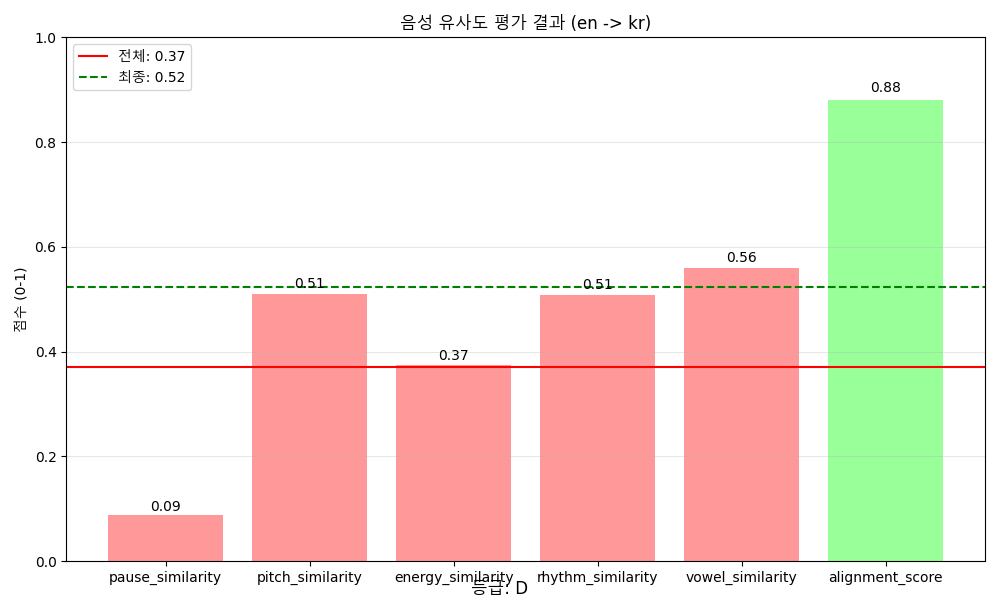 음성 유사도 평가 결과 (en -> kr)
전체: 0.37
최종: 0.52
점수 (0-1)
1.0
0.8
0.6
0.4
0.2
0.0
0.09
0.51
0.37
0.51
0.56
0.88
pause_similarity
pitch_similarity
energy_similarity
rhythm_similarity
vowel_similarity
alignment_score
등급: D